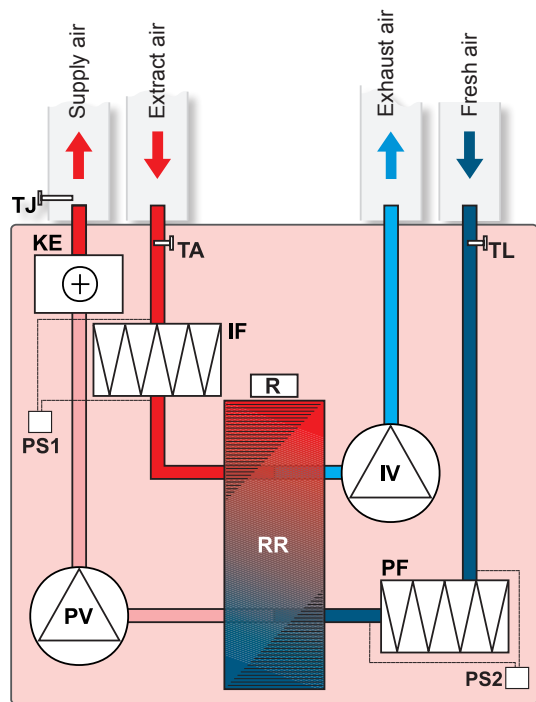 Supply air
Extract air
Exhaust air
Fresh air
TJ
KE
TA
TL
IF
R
PS1
IV
RR
PF
PV
PS2